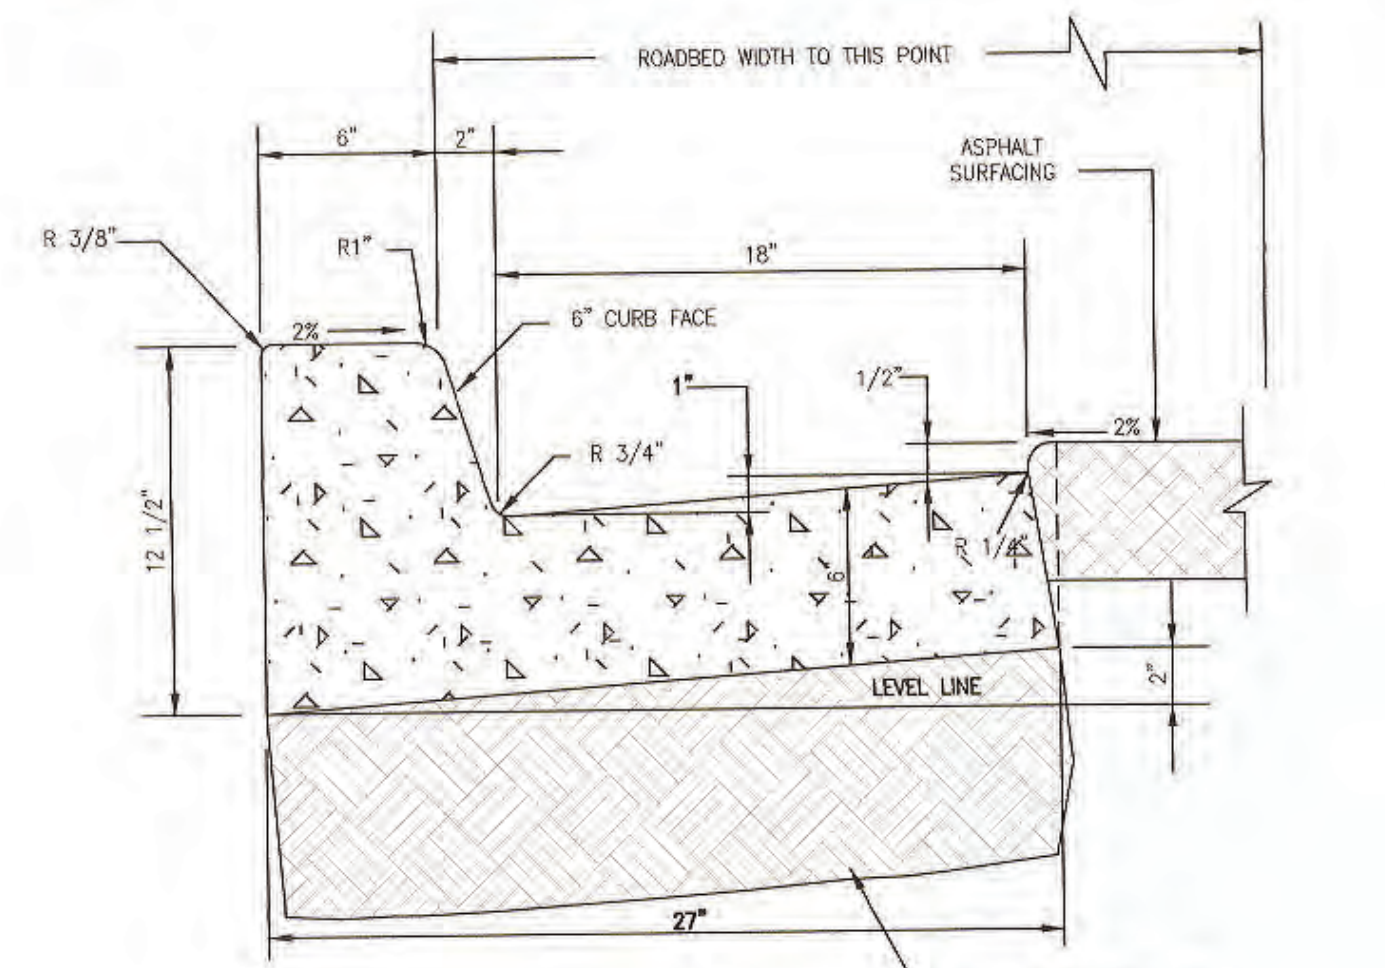 ROADBED WIDTH TO THIS POINT
6"
2"
ASPHALT
SURFACING
R 3/8"
R1"
18"
2%
6" CURB FACE
1"
1/2"
2%
R 3/4"
12 1/2"
R 1/4"
6"
LEVEL LINE
2"
27"